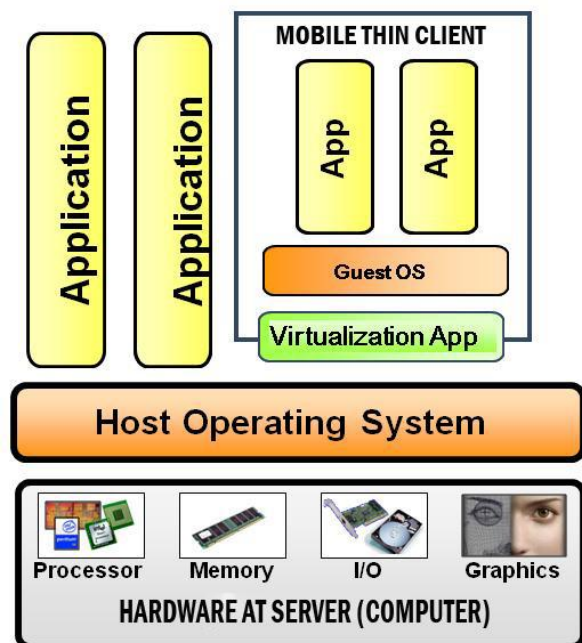 MOBILE THIN CLIENT
Application
Application
App
App
Guest OS
Virtualization App
Host Operating System
Processor
Memory
I/O
Graphics
HARDWARE AT SERVER (COMPUTER)